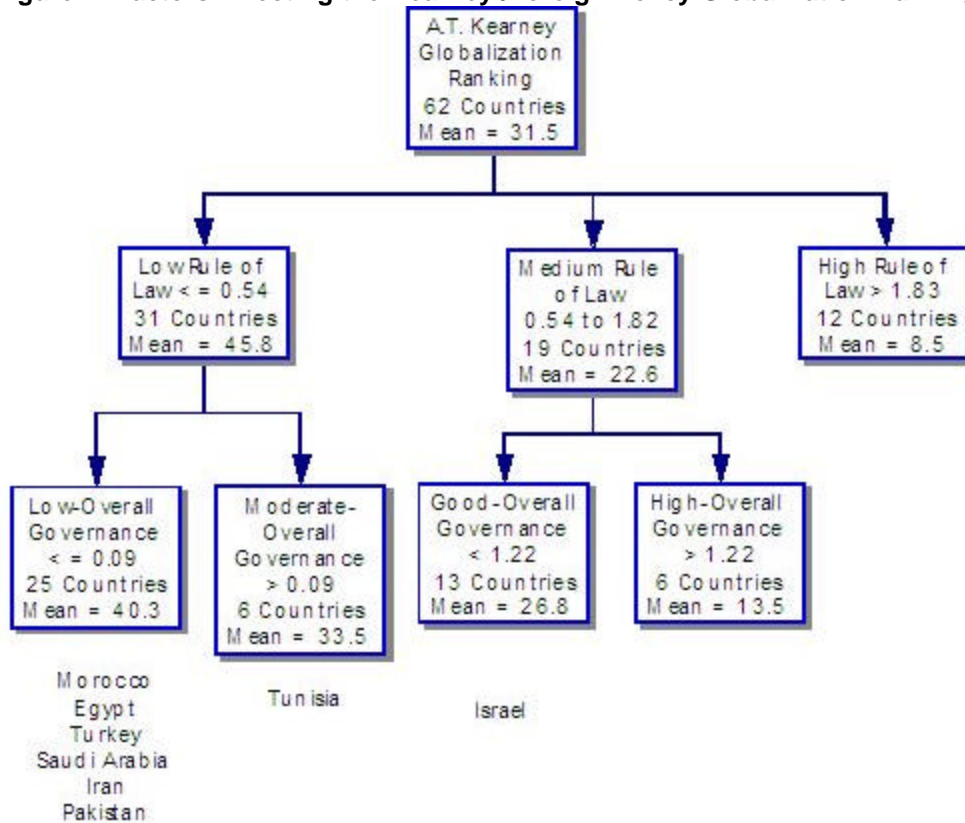 the
A.T. Kearney
Globalization
Ranking
62 Countries
Mean = 31.5
Low Rule of
Law <= 0.54
31 Countries
Mean = 45.8
Medium Rule
of Law
0.54 to 1.82
19 Countries
Mean = 22.6
High Rule of
Law > 1.83
12 Countries
Mean = 8.5
Low-Overall
Governance
<= 0.09
25 Countries
Mean = 40.3
Moderate-
Overall
Governance
> 0.09
6 Countries
Mean = 33.5
Good-Overall
Governance
< 1.22
13 Countries
Mean = 26.8
High-Overall
Governance
> 1.22
6 Countries
Mean = 13.5
Morocco
Egypt
Turkey
Saudi Arabia
Iran
Pakistan
Tunisia
Israel